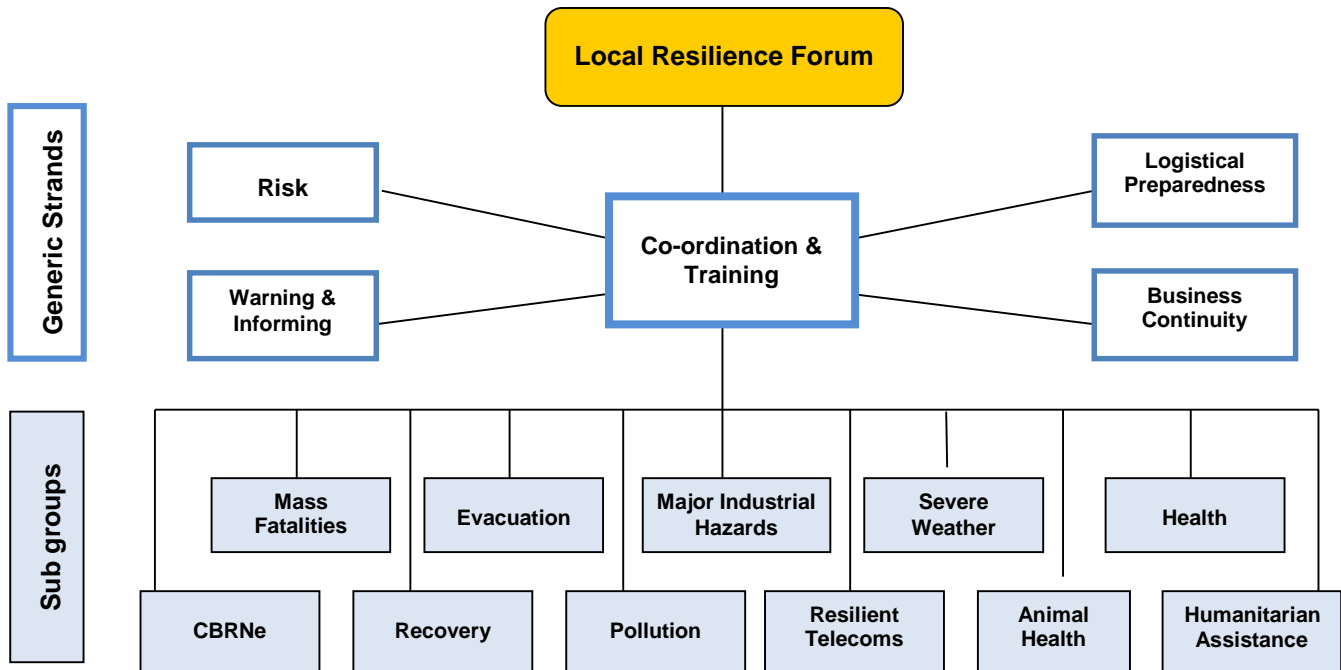 Local Resilience Forum
Generic Strands
Risk
Logistical
Preparedness
Co-ordination &
Training
Warning &
Informing
Business
Continuity
Sub groups
Mass
Fatalities
Evacuation
Major Industrial
Hazards
Severe
Weather
Health
CBRNe
Recovery
Pollution
Resilient
Telecoms
Animal
Health
Humanitarian
Assistance